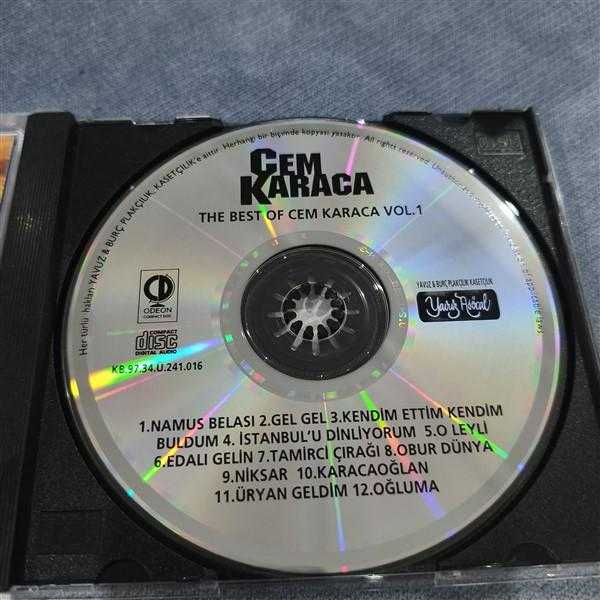 Her türlü hakları YAVUZ & BURÇ PLAKÇILIK, KASETÇİLİK'e aittir. Herhangi bir biçimde kopyası yasaktır. All rights reserved.
CEM
KARACA
THE BEST OF CEM KARACA VOL.1
ODEON
COMPACT DISC
YAVUZ & BURÇ PLAKÇILIK KASETÇİLİK
Yavuz Asöcal
COMPACT
disc
DIGITAL AUDIO
KB.97.34.Ü.241.016
1.NAMUS BELASI 2.GEL GEL 3.KENDİM ETTİM KENDİM
BULDUM 4. İSTANBUL'U DİNLİYORUM 5.O LEYLİ
6.EDALI GELİN 7.TAMİRCİ ÇIRAĞI 8.OBUR DÜNYA
9.NİKSAR 10.KARACAOĞLAN
11.ÜRYAN GELDİM 12.OĞLUMA